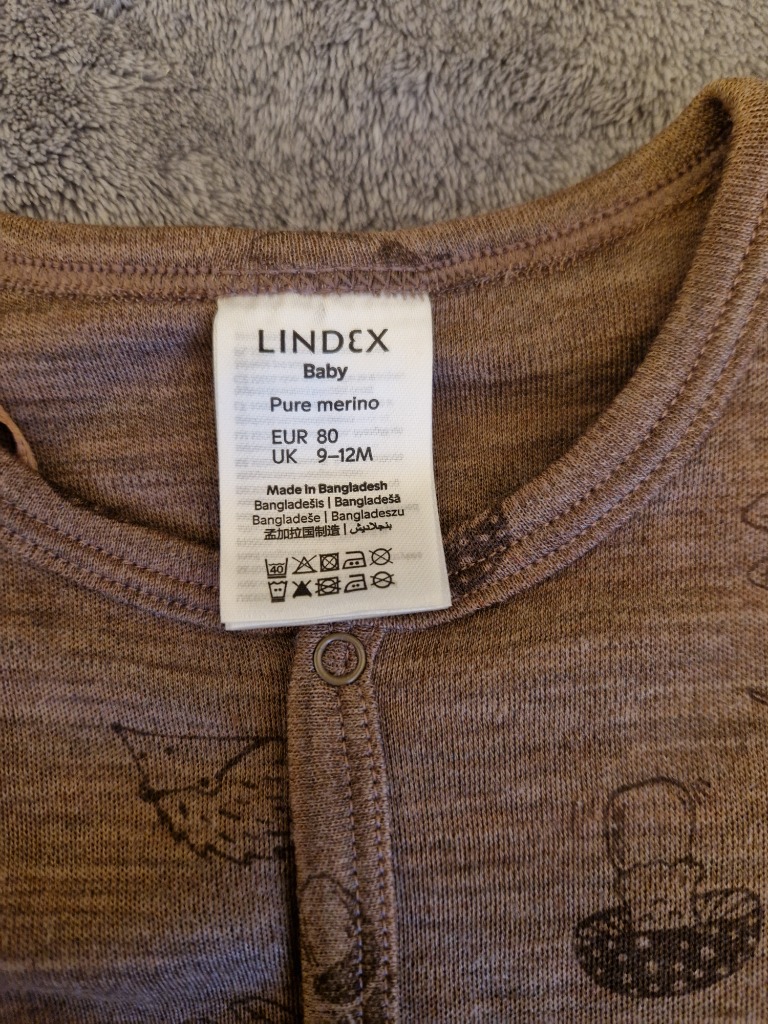 LINDEX
Baby
Pure merino
EUR 80
UK 9–12M
Made in Bangladesh
Bangladešis | Bangladešā
Bangladeše | Bangladeszu
孟加拉国制造 | بنجلاديش
40